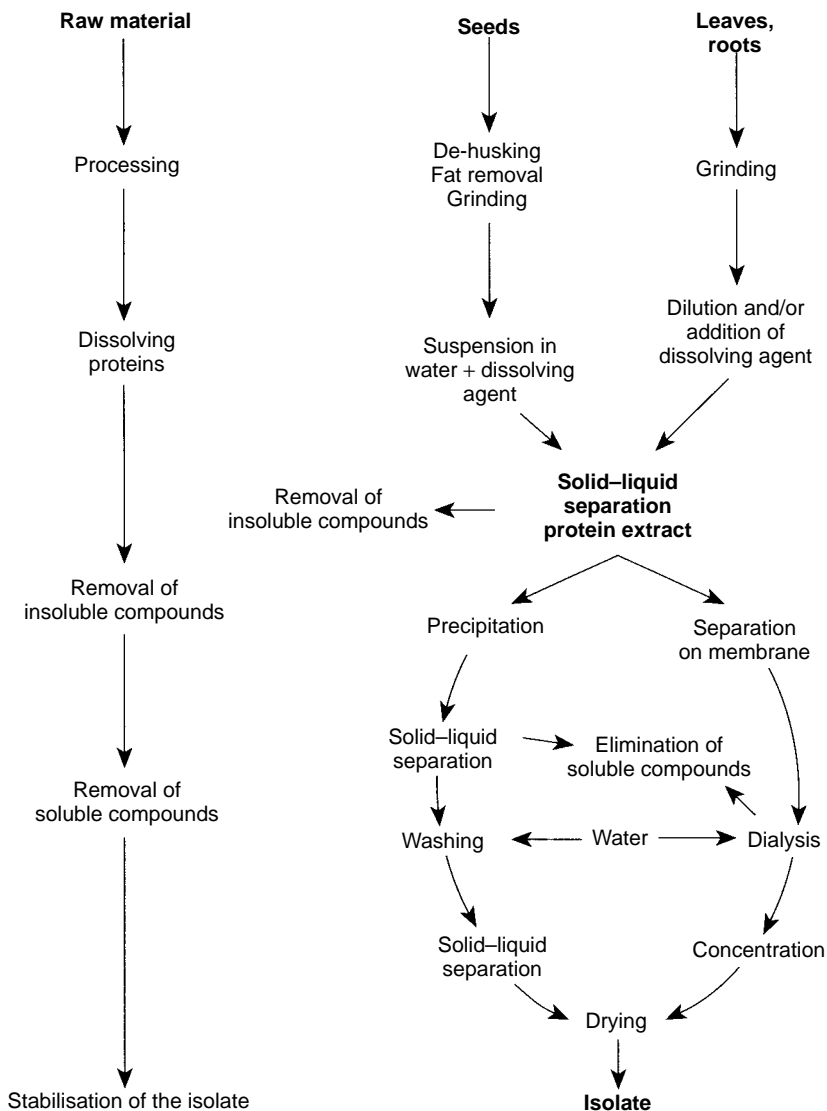 Raw material
Seeds
Leaves,
roots
Processing
De-husking
Fat removal
Grinding
Grinding
Dissolving
proteins
Suspension in
water + dissolving
agent
Dilution and/or
addition of
dissolving agent
Solid–liquid
separation
protein extract
Removal of
insoluble compounds
Removal of
insoluble compounds
Precipitation
Separation
on membrane
Solid–liquid
separation
Elimination of
soluble compounds
Removal of
soluble compounds
Washing
Water
Dialysis
Solid–liquid
separation
Concentration
Drying
Stabilisation of the isolate
Isolate